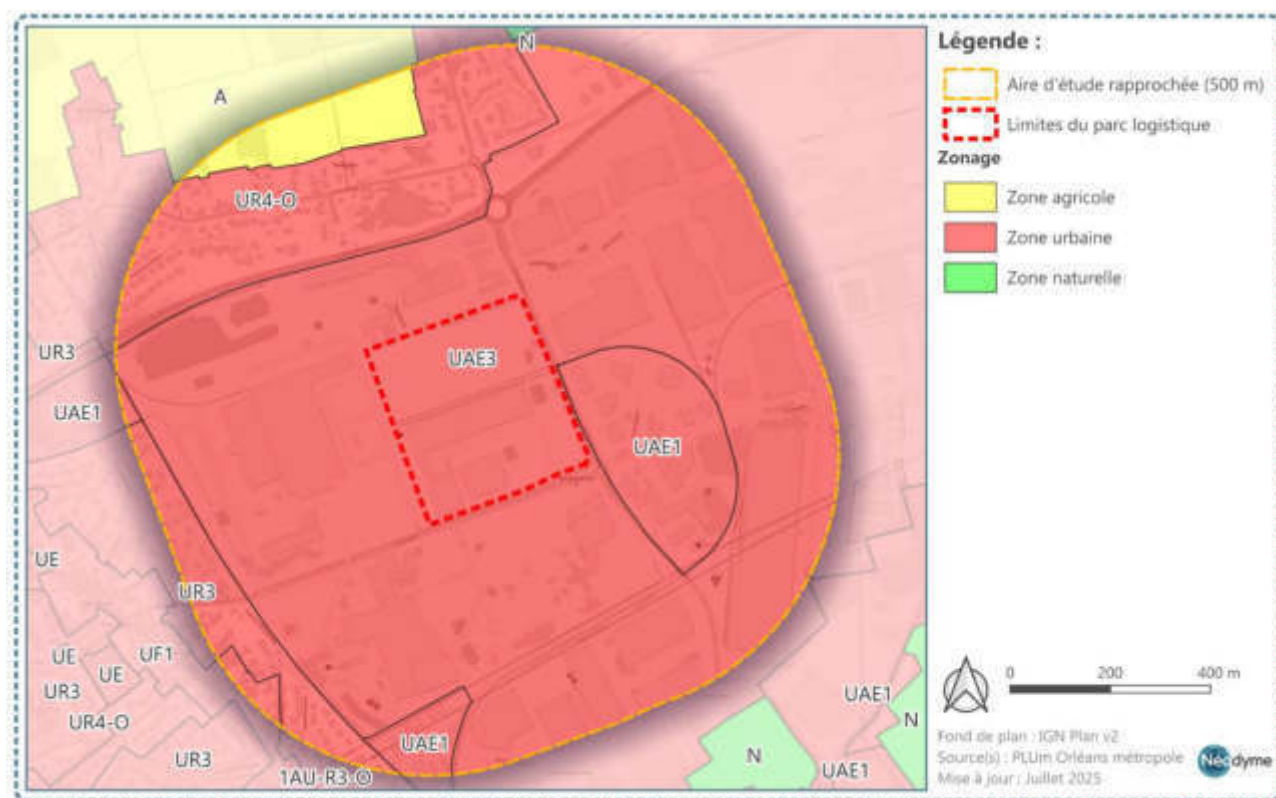 N
A
UR4-O
UR3
UAE3
UAE1
UAE1
UE
UR3
UE
UF1
UE
UR3
UAE1
N
UR4-O
N
UR3
UAE1
1AU-R3-O
UAE1
Légende :
Aire d'étude rapprochée (500 m)
Limites du parc logistique
Zonage
Zone agricole
Zone urbaine
Zone naturelle
0 200 400 m
Fond de plan : IGN Plan v2
Source(s) : PLUm Orléans métropole
Mise à jour : Juillet 2025
Néodyme